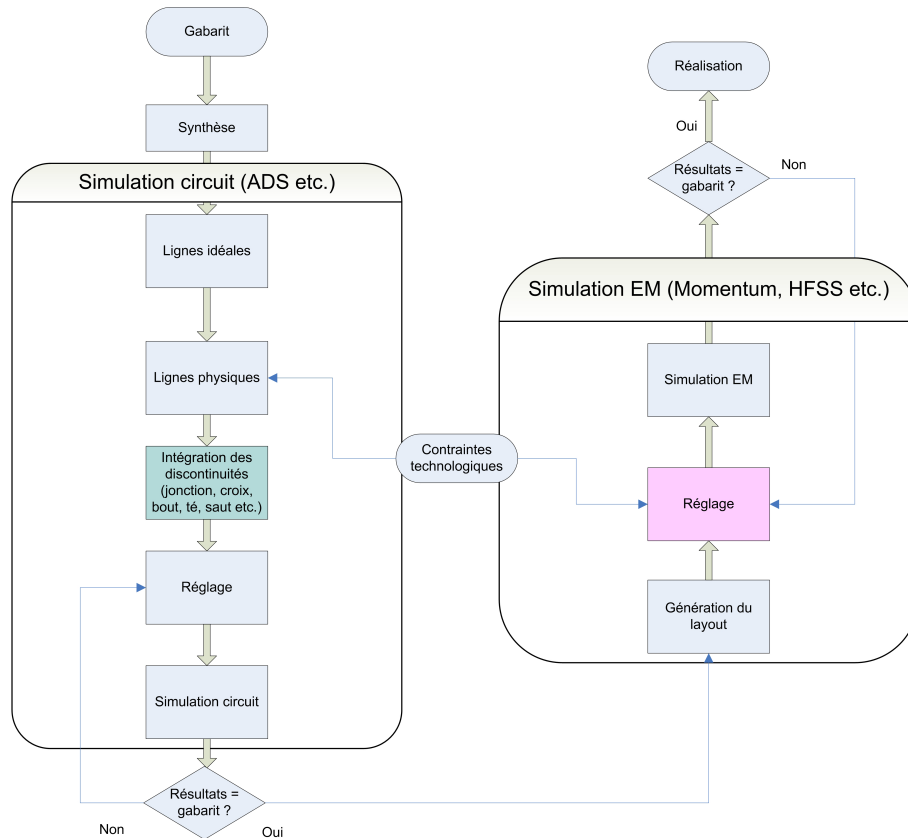 Gabarit
Synthèse
Simulation circuit (ADS etc.)
Lignes idéales
Lignes physiques
Intégration des
discontinuités
(jonction, croix,
bout, té, saut etc.)
Réglage
Simulation circuit
Résultats =
gabarit ?
Non
Oui
Contraintes
technologiques
Réalisation
Oui
Résultats =
gabarit ?
Non
Simulation EM (Momentum, HFSS etc.)
Simulation EM
Réglage
Génération du
layout